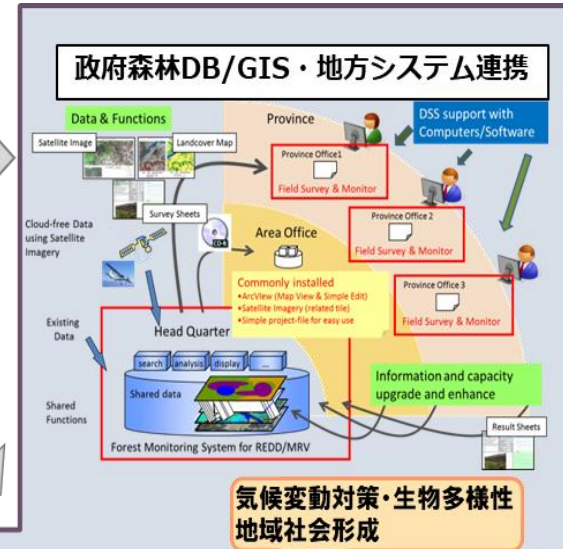 政府森林DB/GIS・地方システム連携
Data & Functions
Province
DSS support with
Computers/Software
Satellite Image
Landcover Map
Survey Sheets
Province Office1
Field Survey & Monitor
Cloud-free Data
using Satellite
Imagery
CD-R
Area Office
Province Office 2
Field Survey & Monitor
Commonly installed
•ArcView (Map View & Simple Edit)
•Satellite Imagery (related tile)
•Simple project-file for easy use
Province Office 3
Field Survey & Monitor
Existing
Data
Head Quarter
search
analysis
display
...
Shared data
Information and capacity
upgrade and enhance
Shared
Functions
Result Sheets
Forest Monitoring System for REDD/MRV
気候変動対策・生物多様性
地域社会形成